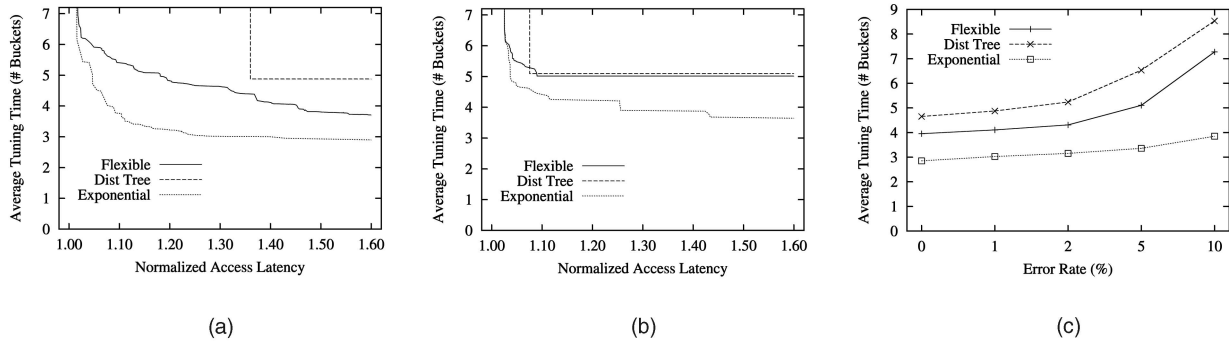 Average Tuning Time (# Buckets)
7
6
5
4
3
2
1
0
Flexible
Dist Tree
Exponential
1.00 1.10 1.20 1.30 1.40 1.50 1.60
Normalized Access Latency
(a)
Average Tuning Time (# Buckets)
7
6
5
4
3
2
1
0
Flexible
Dist Tree
Exponential
1.00 1.10 1.20 1.30 1.40 1.50 1.60
Normalized Access Latency
(b)
Average Tuning Time (# Buckets)
9
8
7
6
5
4
3
2
1
0
Flexible
Dist Tree
Exponential
0 1 2 5 10
Error Rate (%)
(c)